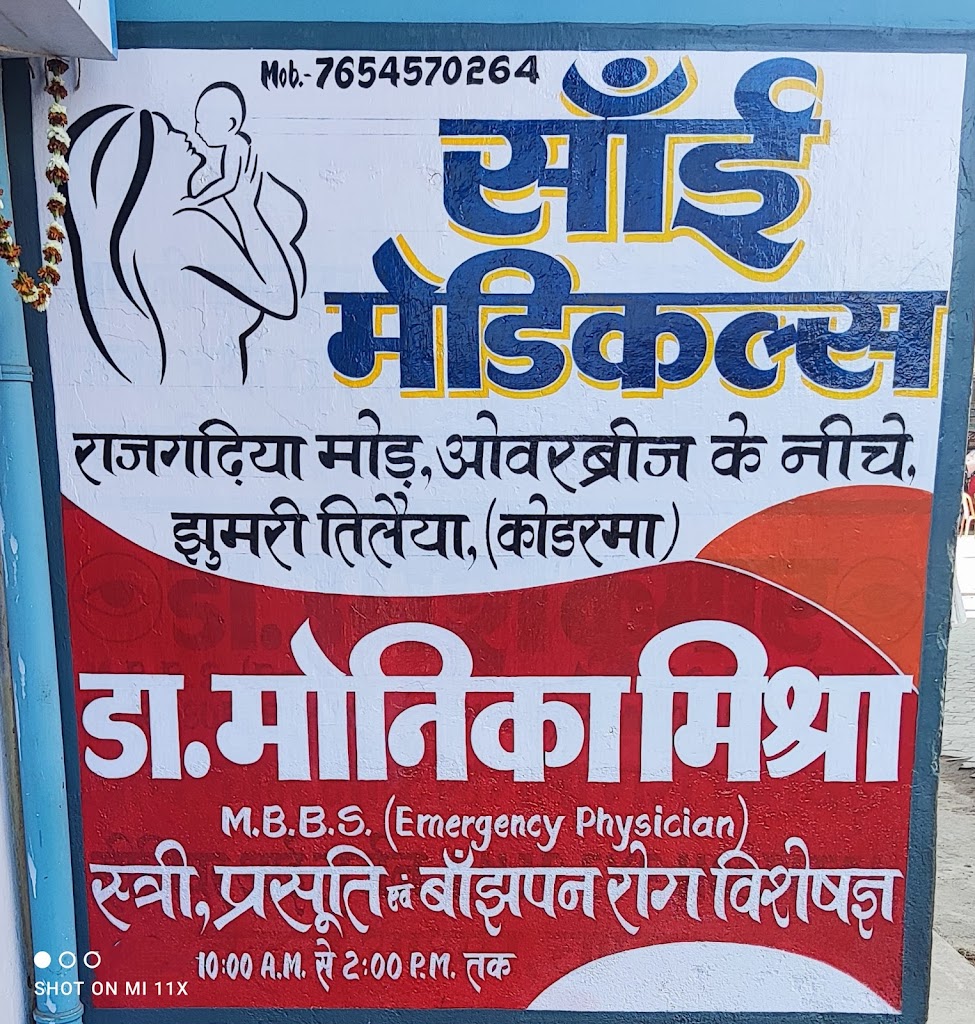 Mob.-7654570264
साँई
मेडिकल्स
राजगढ़िया मोड़, ओवरब्रीज के नीचे,
झुमरी तिलैया, (कोडरमा)
डा. मोनिका मिश्रा
M.B.B.S. (Emergency Physician)
स्त्री, प्रसूति एवं बाँझपन रोग विशेषज्ञ
10:00 A.M. से 2:00 P.M. तक
SHOT ON MI 11X